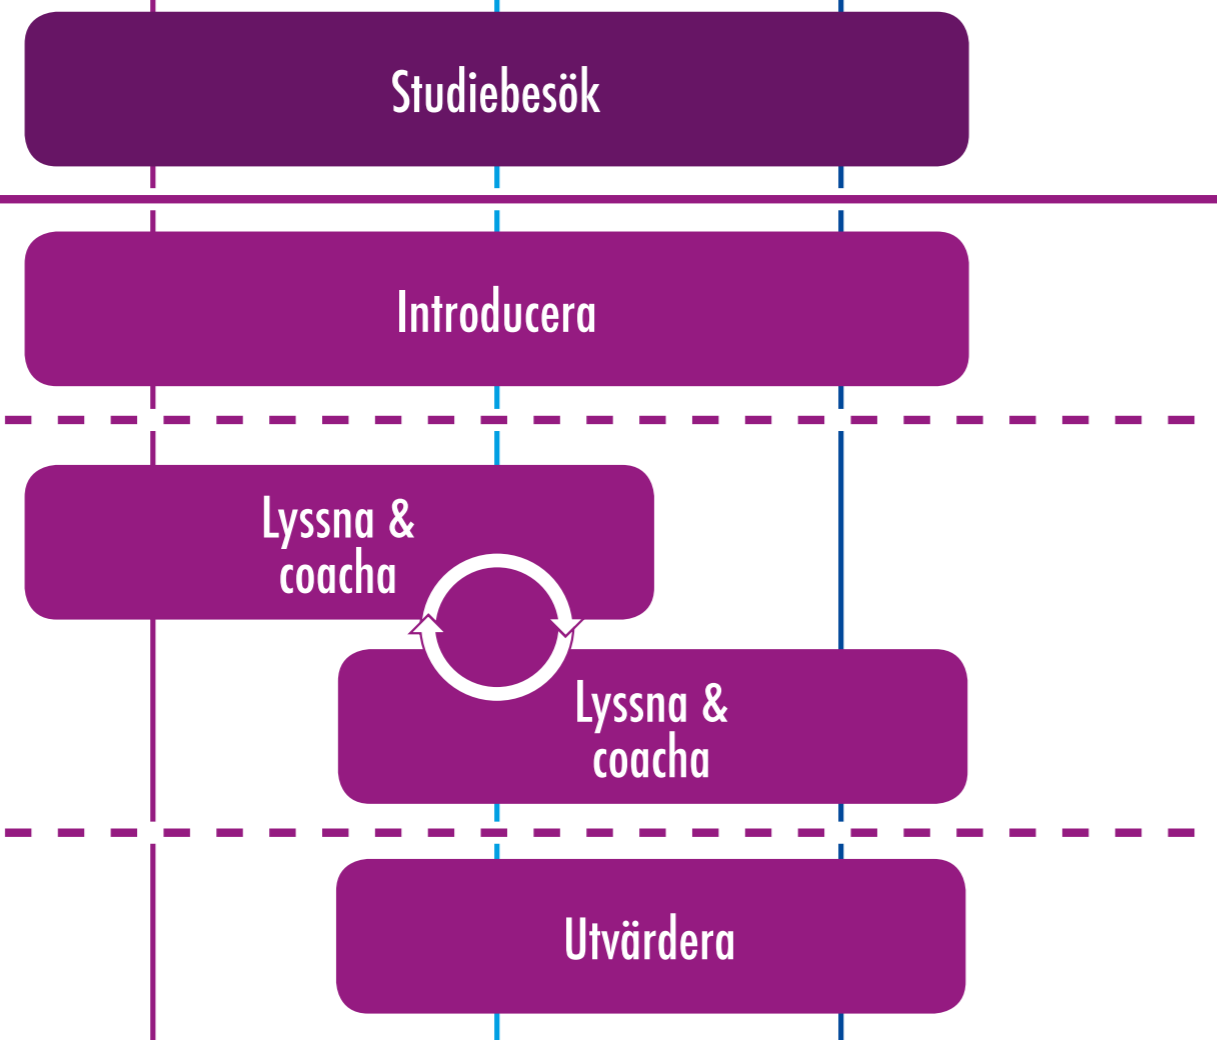 Studiebesök
Introducera
Lyssna &
coacha
Lyssna &
coacha
Utvärdera